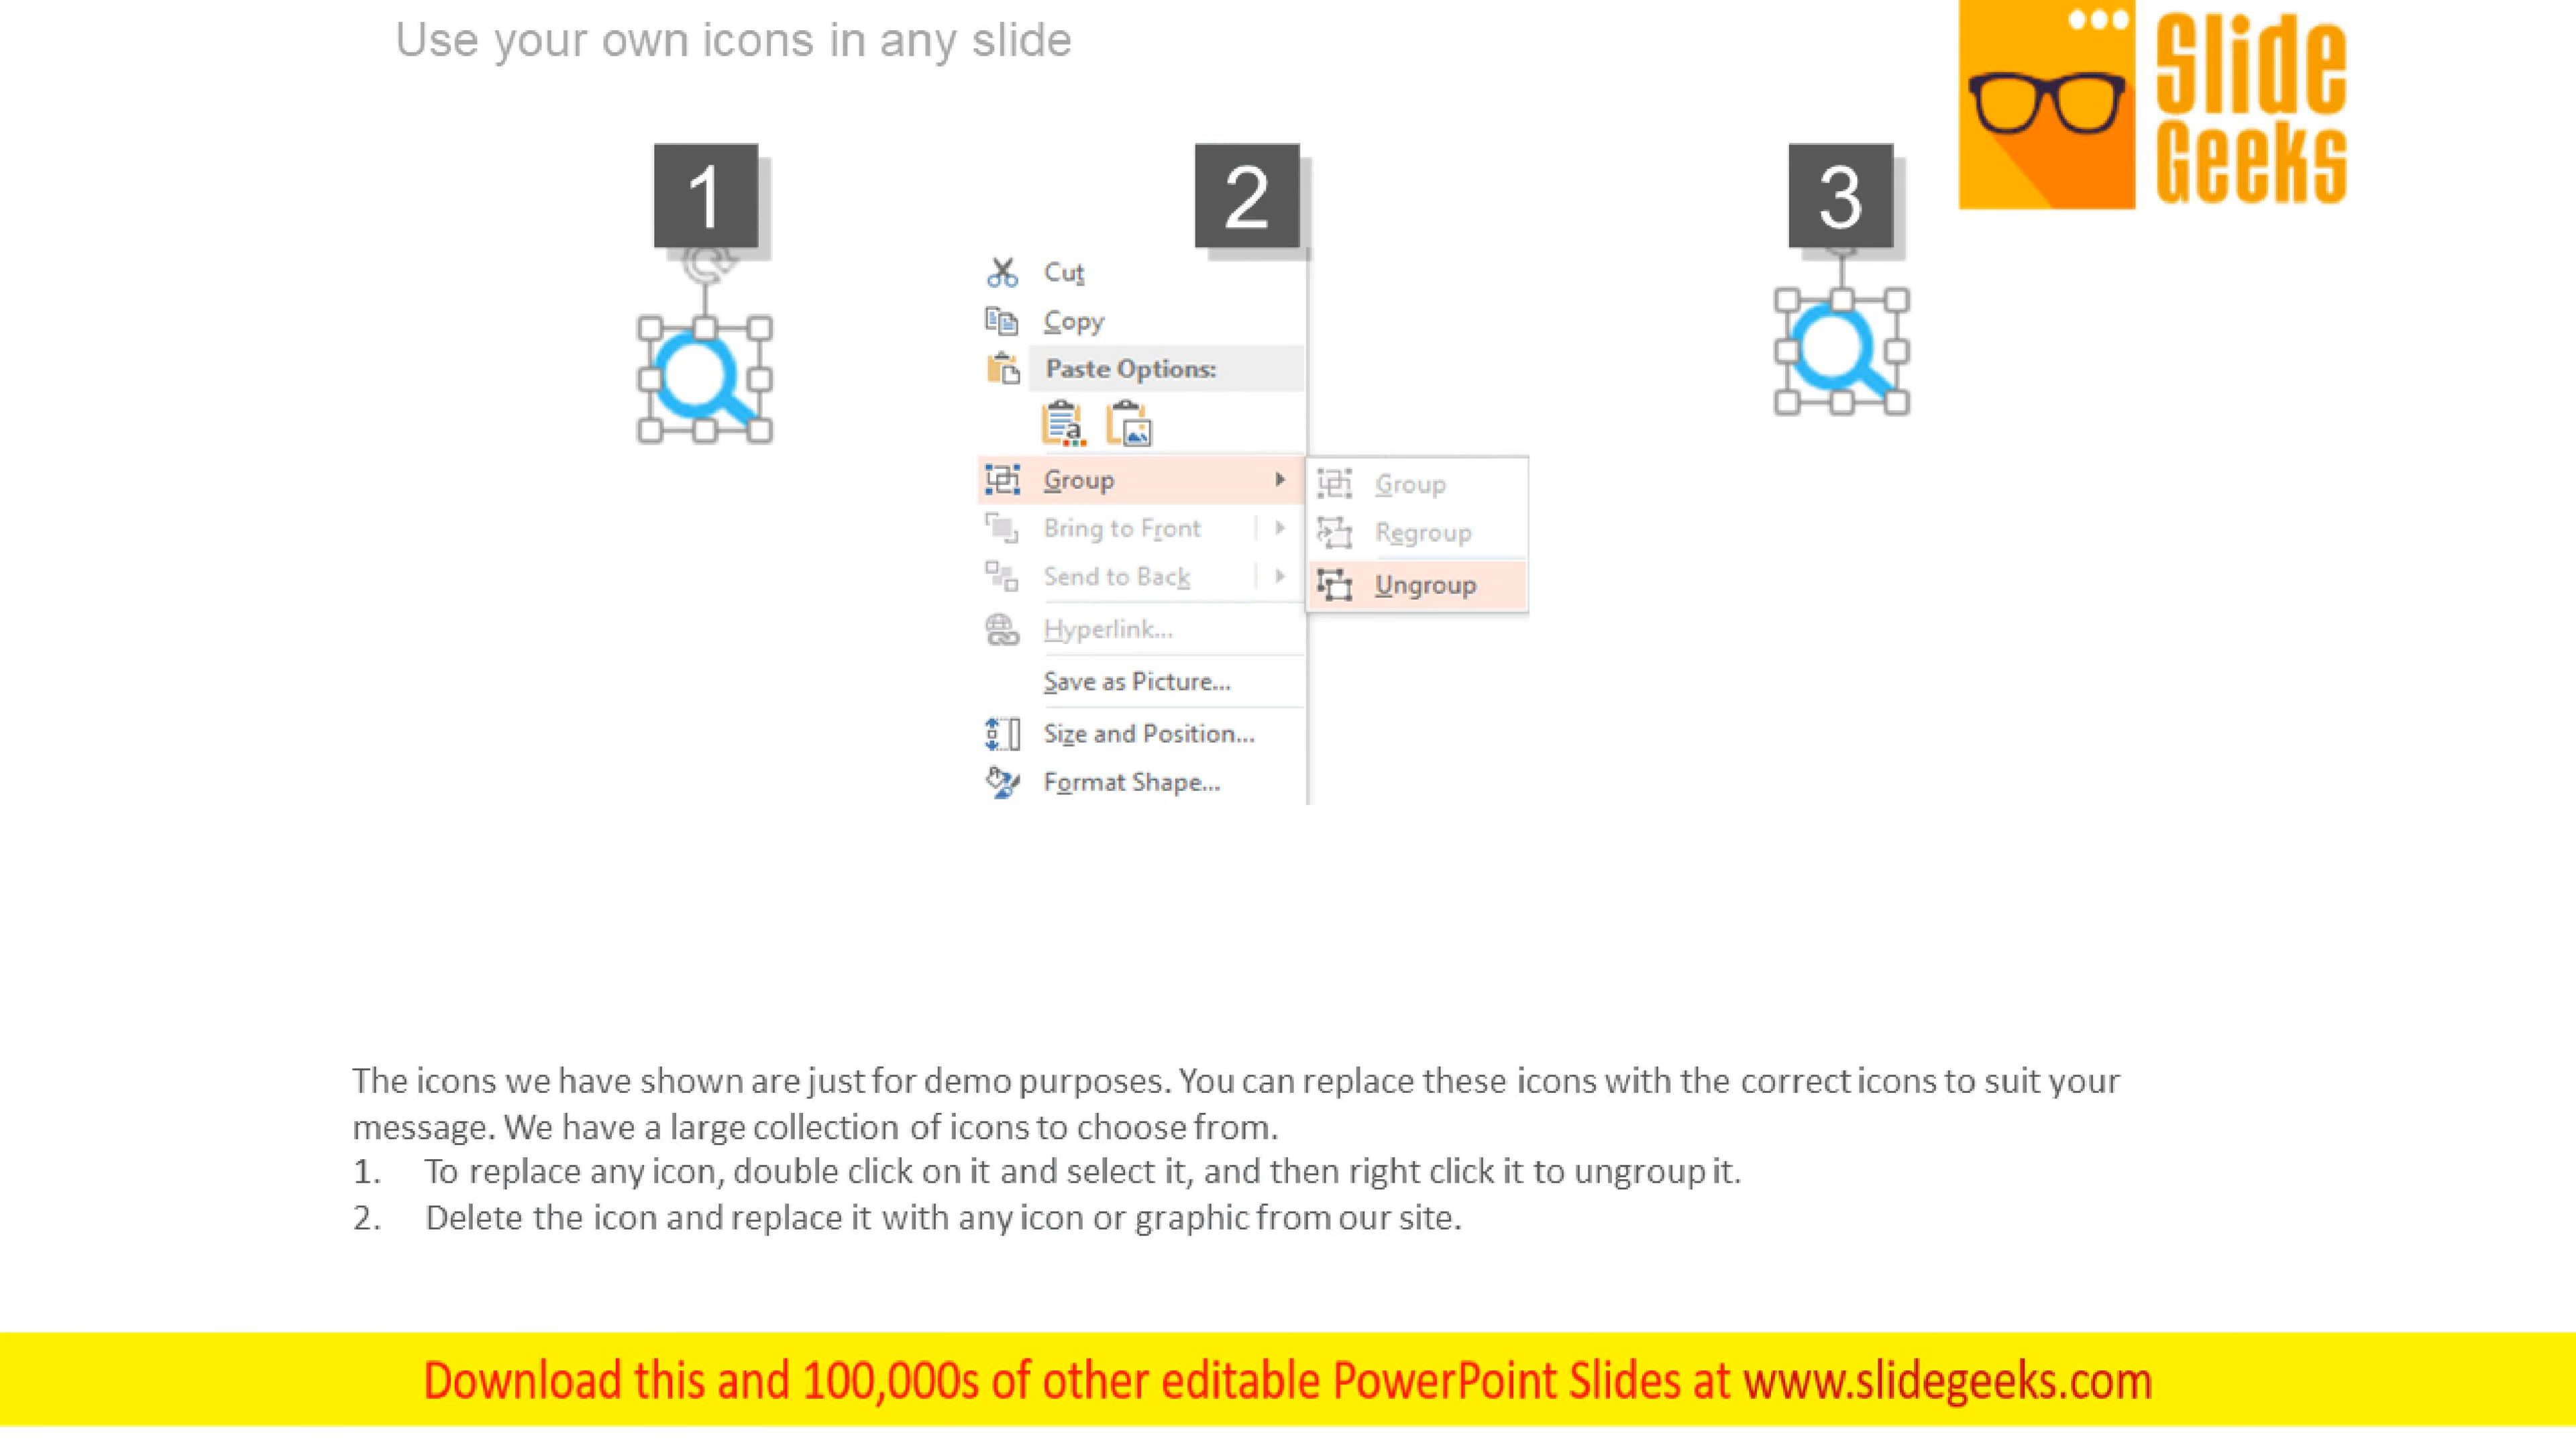 Use your own icons in any slide
Slide
Geeks
1
2
3
Cut
Copy
Paste Options:
Group
Bring to Front
Send to Back
Hyperlink...
Save as Picture...
Size and Position...
Format Shape...
Group
Regroup
Ungroup
The icons we have shown are just for demo purposes. You can replace these icons with the correct icons to suit your
message. We have a large collection of icons to choose from.
1. To replace any icon, double click on it and select it, and then right click it to ungroup it.
2. Delete the icon and replace it with any icon or graphic from our site.
Download this and 100,000s of other editable PowerPoint Slides at www.slidegeeks.com